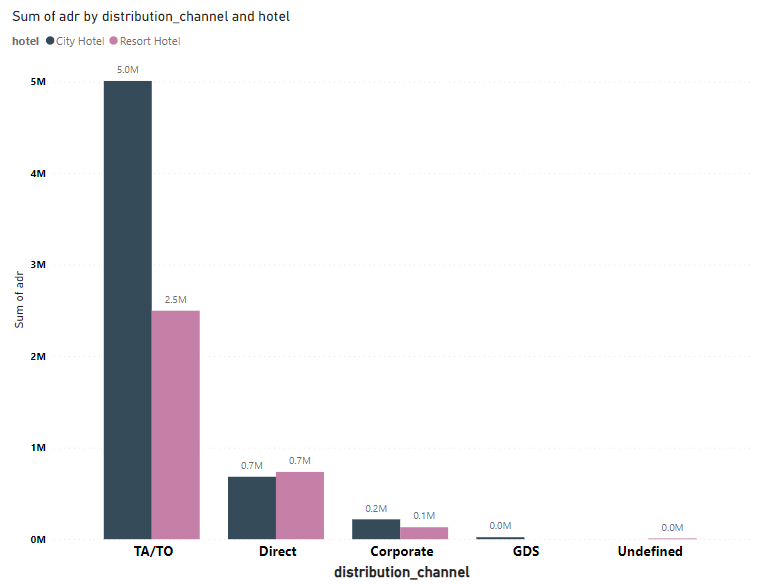 Sum of adr by distribution_channel and hotel
hotel City Hotel Resort Hotel
5.0M
5M
4M
3M
2.5M
2M
1M
0.7M 0.7M
0.2M 0.1M
0.0M 0.0M
0M
Sum of adr
TA/TO Direct Corporate GDS Undefined
distribution_channel